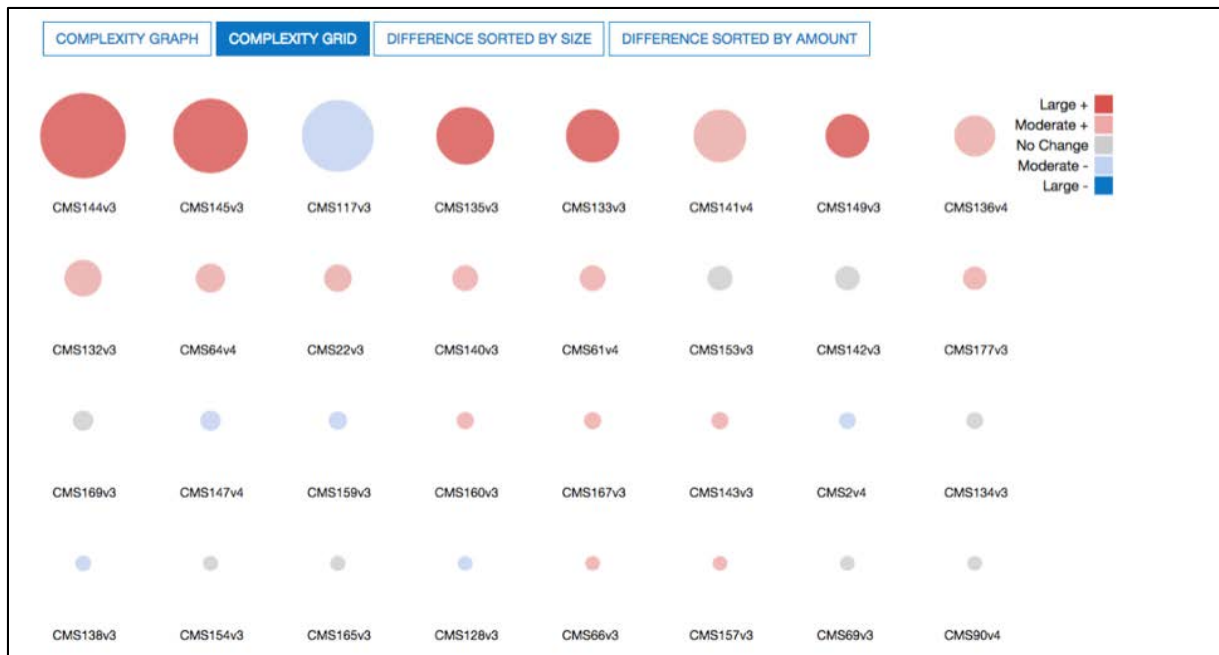 COMPLEXITY GRAPH COMPLEXITY GRID DIFFERENCE SORTED BY SIZE DIFFERENCE SORTED BY AMOUNT
Large +
Moderate +
No Change
Moderate -
Large -
CMS144v3 CMS145v3 CMS117v3 CMS135v3 CMS133v3 CMS141v4 CMS149v3 CMS136v4
CMS132v3 CMS64v4 CMS22v3 CMS140v3 CMS61v4 CMS153v3 CMS142v3 CMS177v3
CMS169v3 CMS147v4 CMS159v3 CMS160v3 CMS167v3 CMS143v3 CMS2v4 CMS134v3
CMS138v3 CMS154v3 CMS165v3 CMS128v3 CMS66v3 CMS157v3 CMS69v3 CMS90v4